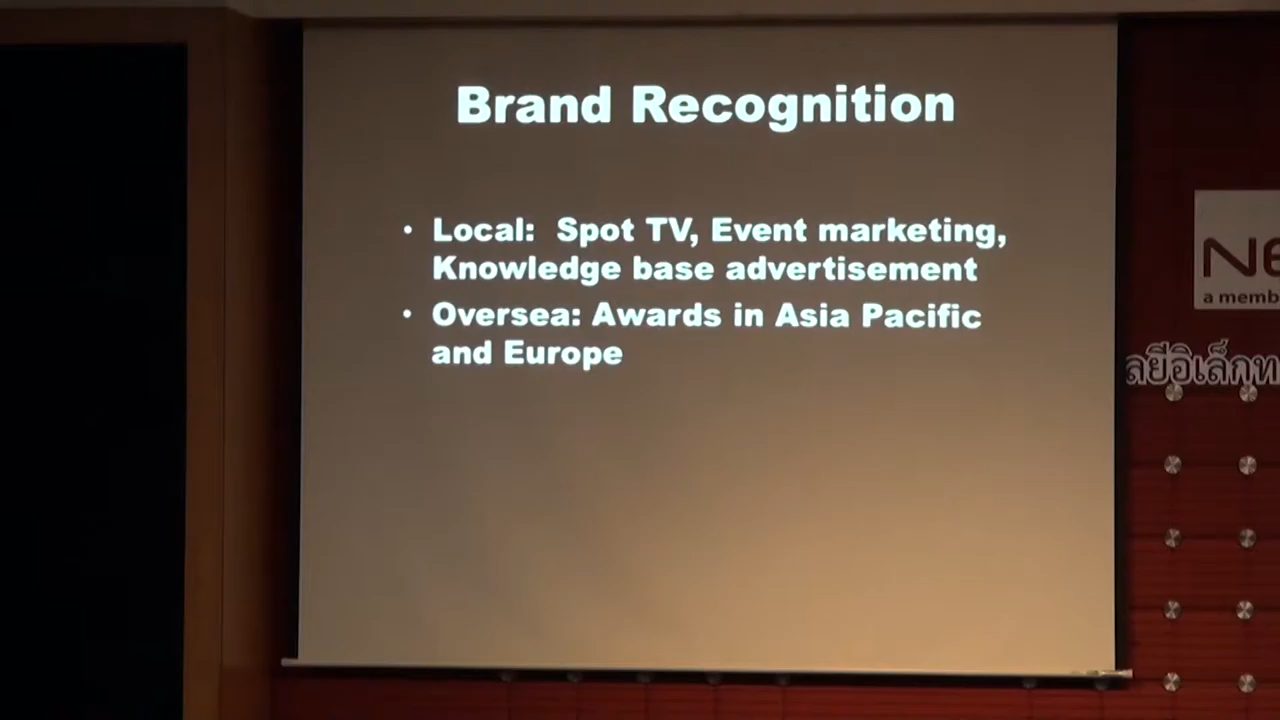 Brand Recognition
• Local:  Spot TV, Event marketing,
Knowledge base advertisement
• Oversea: Awards in Asia Pacific
and Europe
a memb
ลยีอิเล็กท